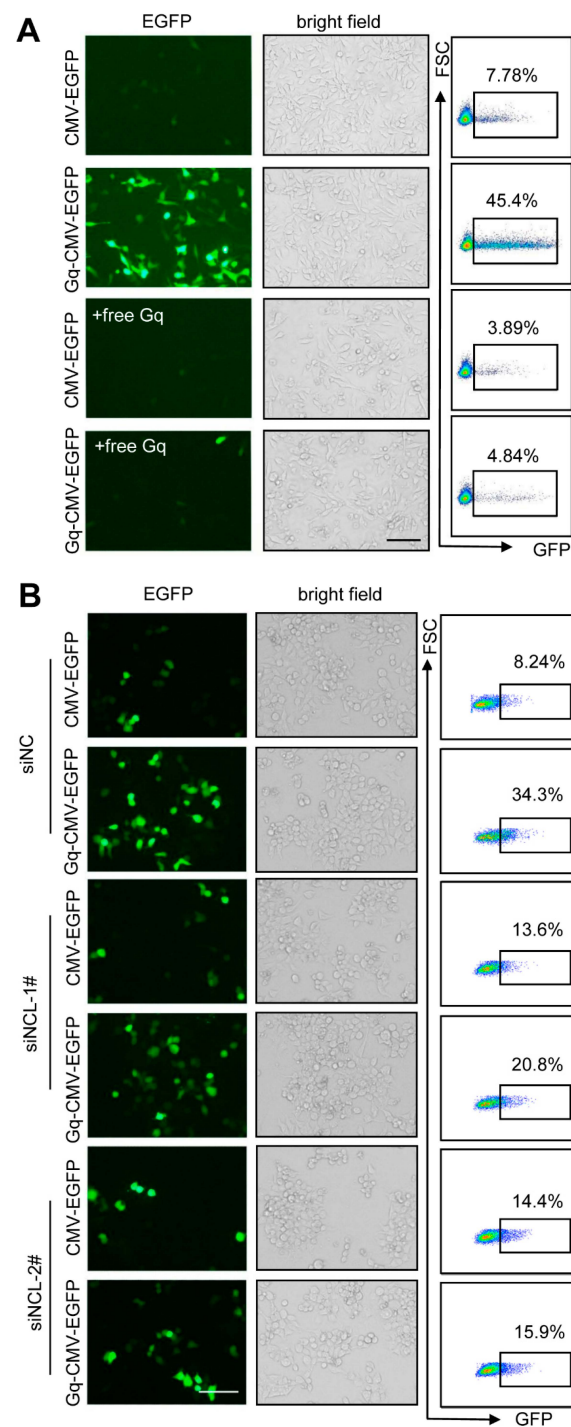 A
EGFP
bright field
FSC
CMV-EGFP
7.78%
Gq-CMV-EGFP
45.4%
CMV-EGFP
+free Gq
3.89%
Gq-CMV-EGFP
+free Gq
4.84%
GFP
B
EGFP
bright field
FSC
siNC
CMV-EGFP
8.24%
Gq-CMV-EGFP
34.3%
siNCL-1#
CMV-EGFP
13.6%
Gq-CMV-EGFP
20.8%
siNCL-2#
CMV-EGFP
14.4%
Gq-CMV-EGFP
15.9%
GFP